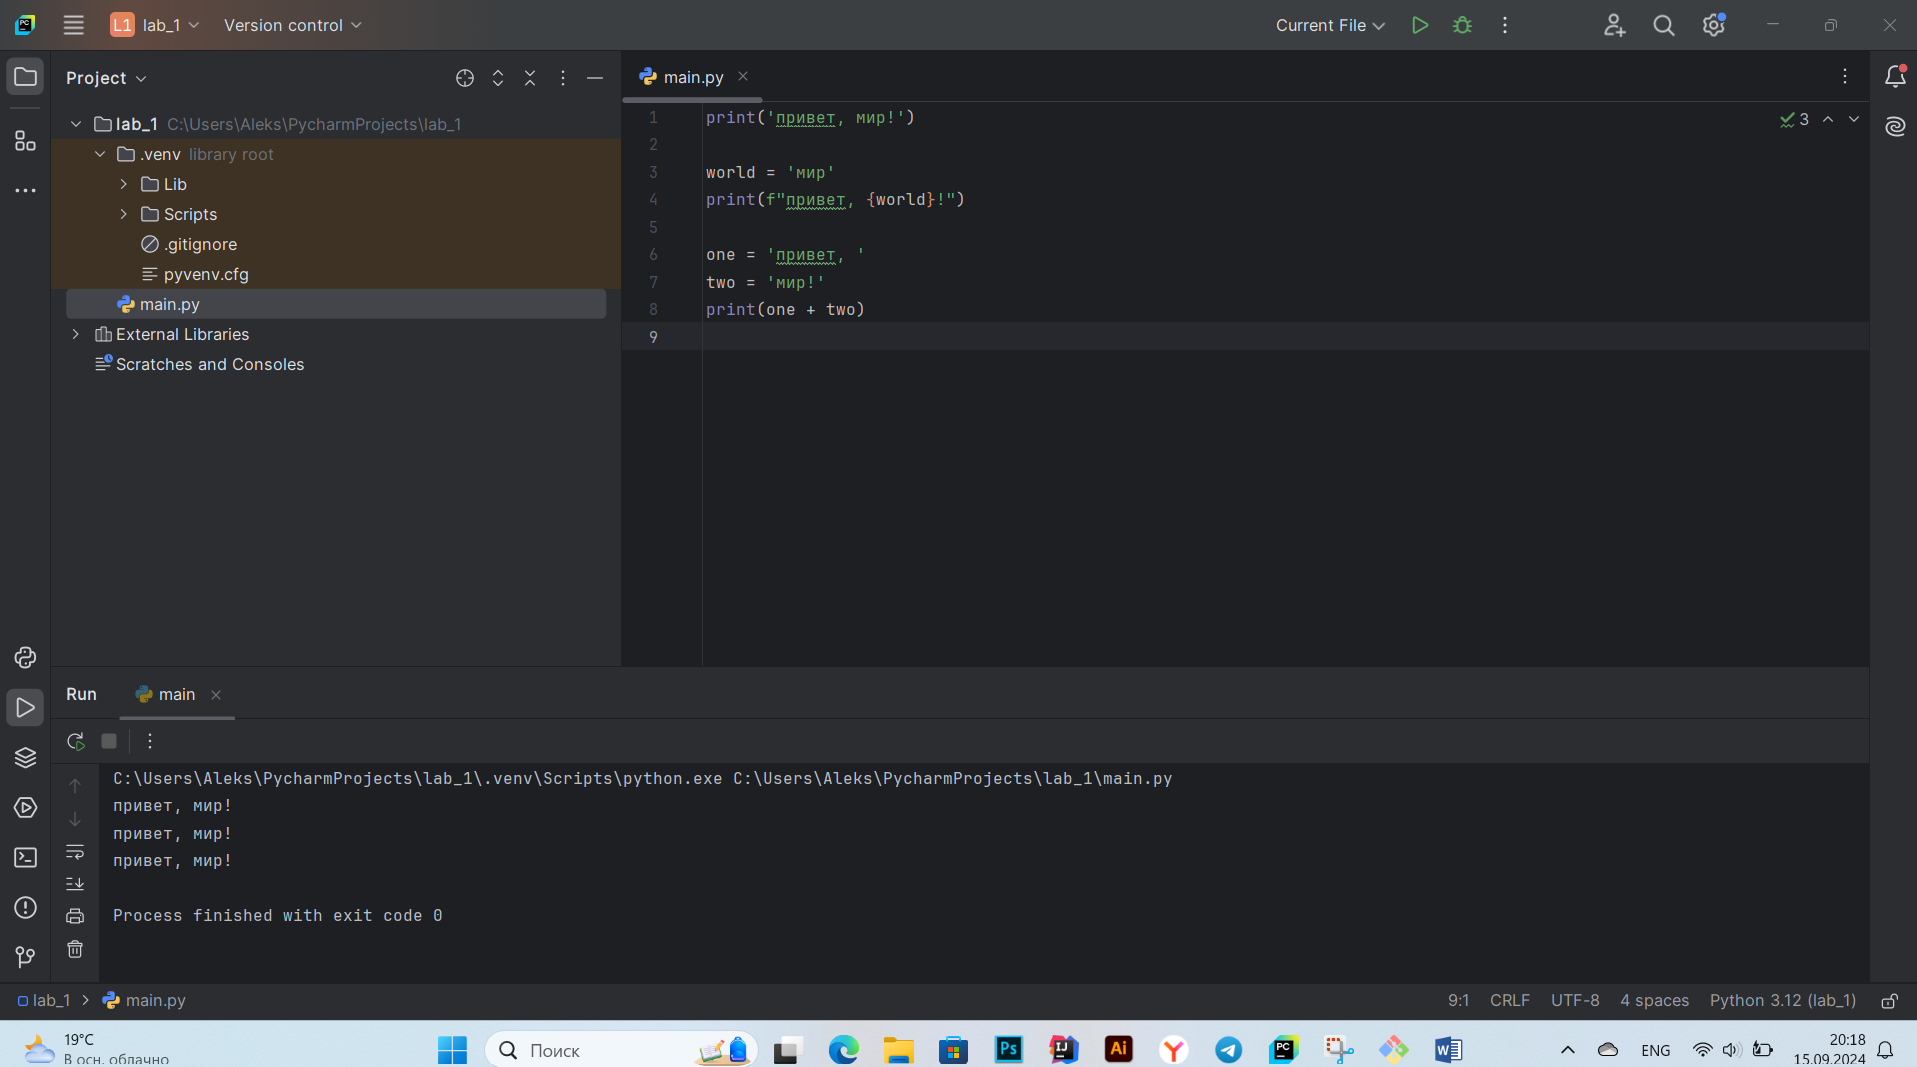 L1 lab_1 Version control Current File
Project
main.py
lab_1 C:\Users\Aleks\PycharmProjects\lab_1
.venv library root
Lib
Scripts
.gitignore
pyvenv.cfg
main.py
External Libraries
Scratches and Consoles
1 print('привет, мир!')
2
3 world = 'мир'
4 print(f"привет, {world}!")
5
6 one = 'привет, '
7 two = 'мир!'
8 print(one + two)
9
3
Run main
C:\Users\Aleks\PycharmProjects\lab_1\.venv\Scripts\python.exe C:\Users\Aleks\PycharmProjects\lab_1\main.py
привет, мир!
привет, мир!
привет, мир!
Process finished with exit code 0
lab_1 main.py 9:1 CRLF UTF-8 4 spaces Python 3.12 (lab_1)
19°C
В осн. облачно
Поиск
ENG
20:18
15.09.2024